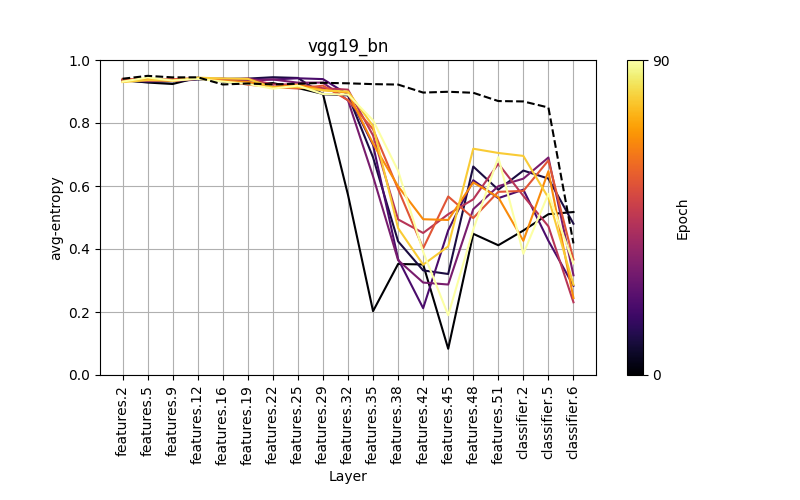 vgg19_bn
avg-entropy
1.0
0.8
0.6
0.4
0.2
0.0
features.2
features.5
features.9
features.12
features.16
features.19
features.22
features.25
features.29
features.32
features.35
features.38
features.42
features.45
features.48
features.51
classifier.2
classifier.5
classifier.6
Layer
90
0
Epoch